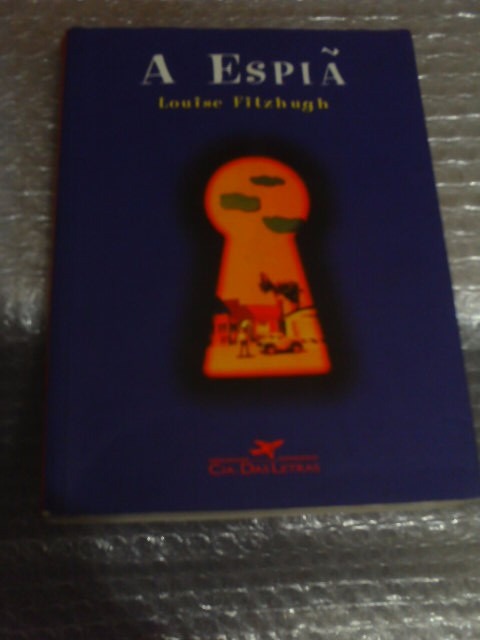 A ESPIÃ
Louise Fitzhugh
CIA DAS LETRAS